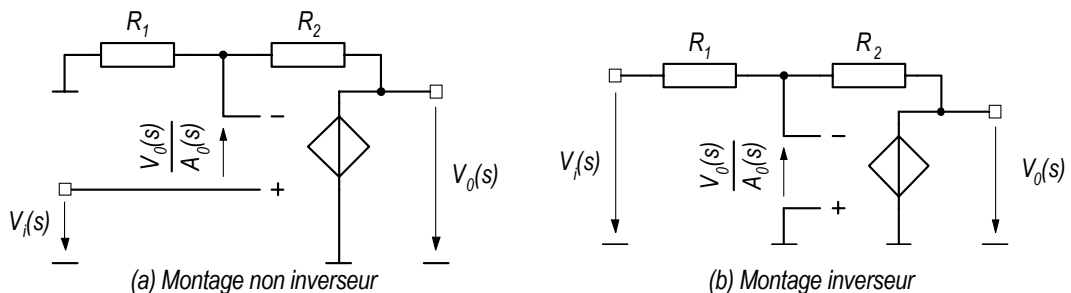 R1
R2
V0(s)
A0(s)
−
+
Vi(s)
V0(s)
(a) Montage non inverseur
R1
R2
Vi(s)
V0(s)
A0(s)
−
+
V0(s)
(b) Montage inverseur